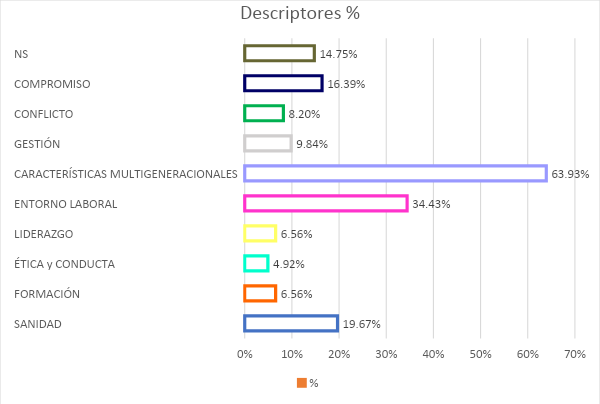 Descriptores %
NS 14.75%
COMPROMISO 16.39%
CONFLICTO 8.20%
GESTIÓN 9.84%
CARACTERÍSTICAS MULTIGENERACIONALES 63.93%
ENTORNO LABORAL 34.43%
LIDERAZGO 6.56%
ÉTICA y CONDUCTA 4.92%
FORMACIÓN 6.56%
SANIDAD 19.67%
0% 10% 20% 30% 40% 50% 60% 70%
%